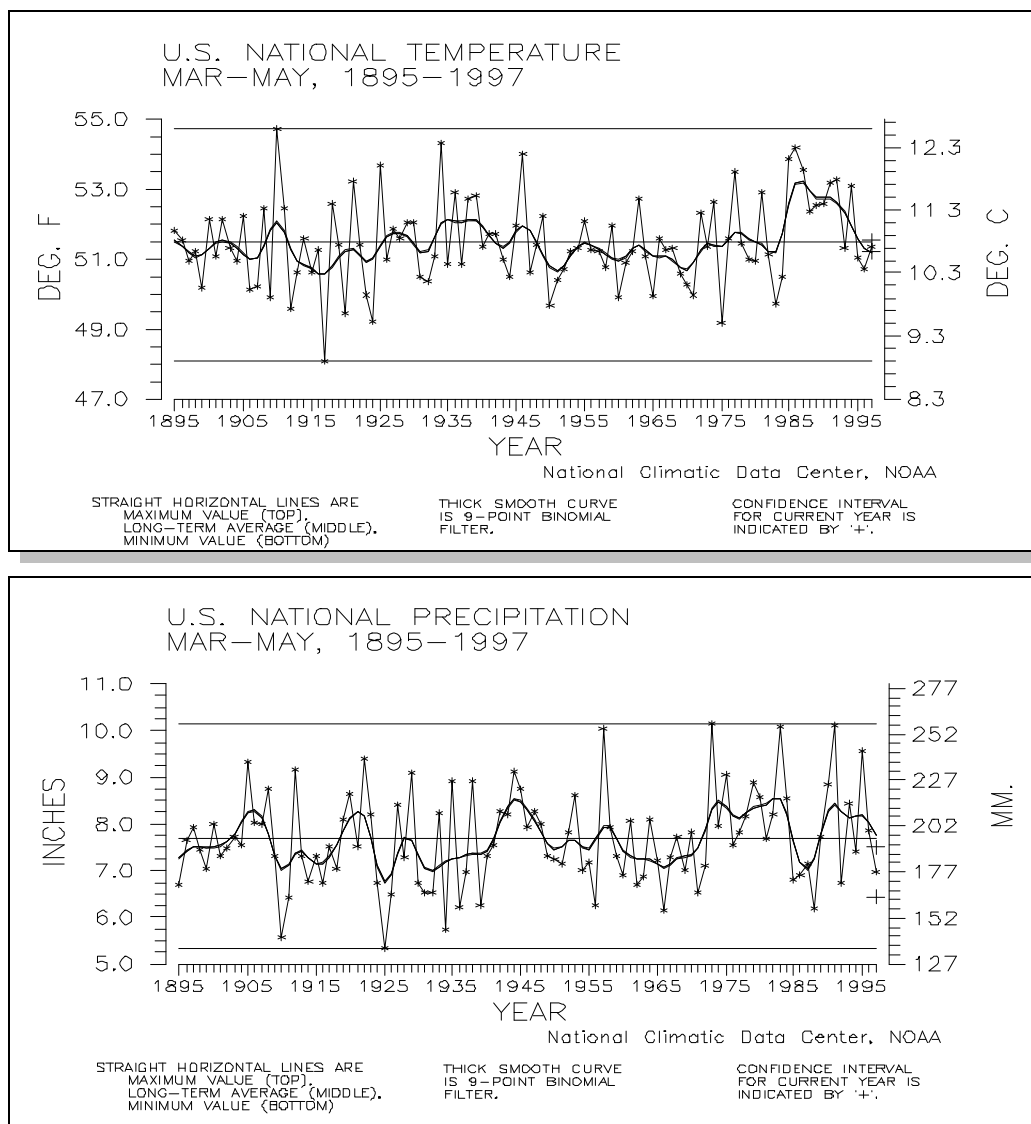 U.S. NATIONAL TEMPERATURE
MAR–MAY, 1895–1997
55.0
53.0
51.0
49.0
47.0
DEG. F
12.3
11.3
10.3
9.3
8.3
DEG. C
1895 1905 1915 1925 1935 1945 1955 1965 1975 1985 1995
YEAR
National Climatic Data Center, NOAA
STRAIGHT HORIZONTAL LINES ARE
MAXIMUM VALUE (TOP),
LONG–TERM AVERAGE (MIDDLE),
MINIMUM VALUE (BOTTOM)
THICK SMOOTH CURVE
IS 9–POINT BINOMIAL
FILTER.
CONFIDENCE INTERVAL
FOR CURRENT YEAR IS
INDICATED BY '+'.
U.S. NATIONAL PRECIPITATION
MAR–MAY, 1895–1997
11.0
10.0
9.0
8.0
7.0
6.0
5.0
INCHES
277
252
227
202
177
152
127
MM.
1895 1905 1915 1925 1935 1945 1955 1965 1975 1985 1995
YEAR
National Climatic Data Center, NOAA
STRAIGHT HORIZONTAL LINES ARE
MAXIMUM VALUE (TOP),
LONG–TERM AVERAGE (MIDDLE),
MINIMUM VALUE (BOTTOM)
THICK SMOOTH CURVE
IS 9–POINT BINOMIAL
FILTER.
CONFIDENCE INTERVAL
FOR CURRENT YEAR IS
INDICATED BY '+'.